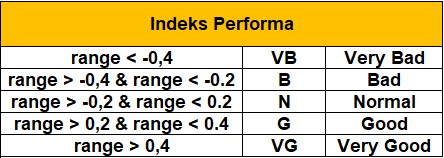 Indeks Performa
range < -0,4 VB Very Bad
range > -0,4 & range < -0.2 B Bad
range > -0,2 & range < 0.2 N Normal
range > 0,2 & range < 0.4 G Good
range > 0,4 VG Very Good